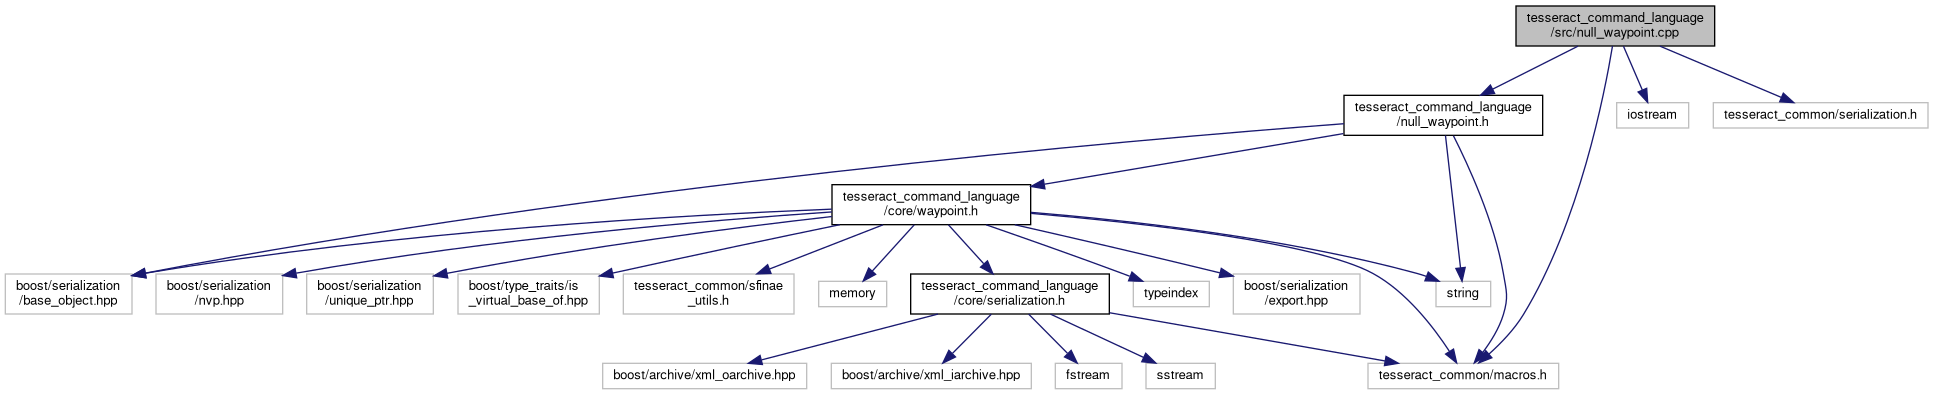 tesseract_command_language
/src/null_waypoint.cpp
tesseract_command_language
/null_waypoint.h
iostream
tesseract_common/serialization.h
tesseract_command_language
/core/waypoint.h
boost/serialization
/base_object.hpp
boost/serialization
/nvp.hpp
boost/serialization
/unique_ptr.hpp
boost/type_traits/is
_virtual_base_of.hpp
tesseract_common/sfinae
_utils.h
memory
tesseract_command_language
/core/serialization.h
typeindex
boost/serialization
/export.hpp
string
boost/archive/xml_oarchive.hpp
boost/archive/xml_iarchive.hpp
fstream
sstream
tesseract_common/macros.h